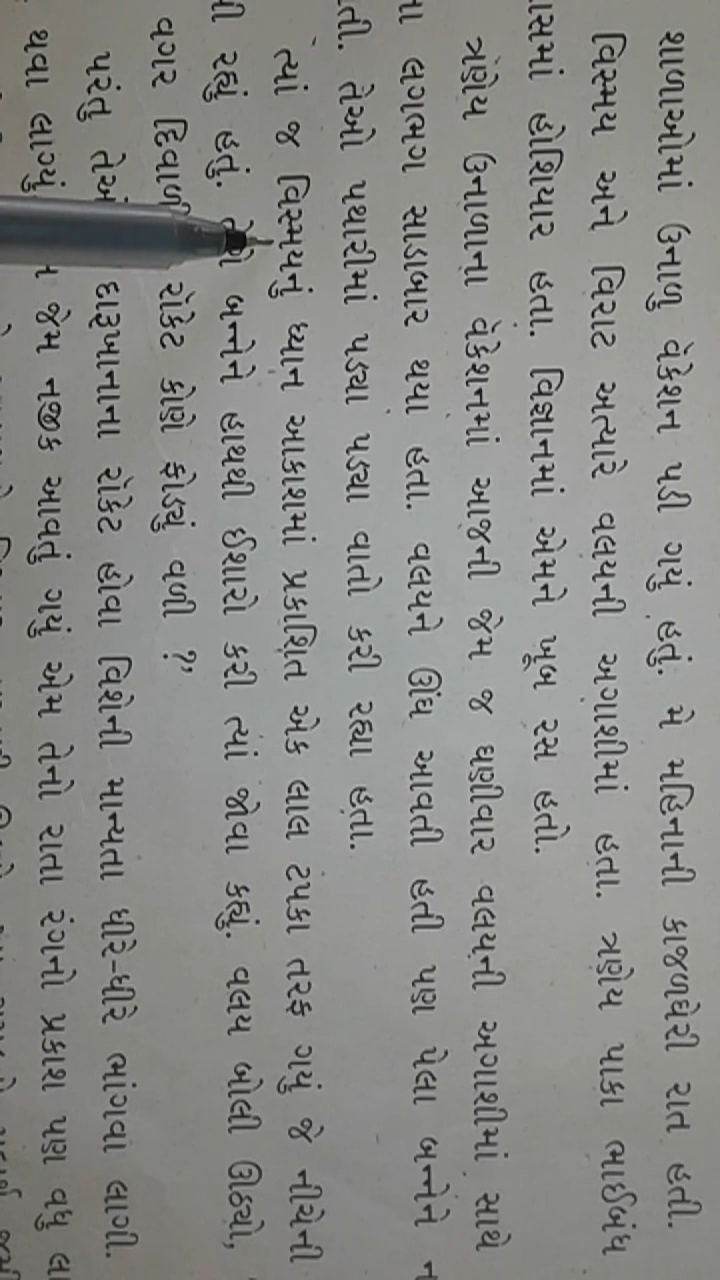 શાળાઓમાં ઉનાળુ વેકેશન પડી ગયું હતું. મે મહિનાની કાજળઘેરી રાત હતી.
વિસ્મય અને વિરાટ અત્યારે વલયની અગાશીમાં હતા. ત્રણેય પાકા ભાઈબંધ
સમાં હોશિયાર હતા. વિજ્ઞાનમાં એમને ખૂબ રસ હતો.
ત્રણેય ઉનાળાના વેકેશનમાં આજની જેમ જ ઘણીવાર વલયની અગાશીમાં સાથે
લગભગ સાડાબાર થયા હતા. વલયને ઊંઘ આવતી હતી પણ પેલા બન્નેને ન
તી. તેઓ પથારીમાં પડ્યા પડ્યા વાતો કરી રહ્યા હતા.
ત્યાં જ વિસ્મયનું ધ્યાન આકાશમાં પ્રકાશિત એક લાલ ટપકા તરફ ગયું જે નીચેની
રહ્યું હતું. બન્નેને હાથથી ઈશારો કરી ત્યાં જોવા કહ્યું. વલય બોલી ઊઠ્યો,
વગર દિવાળી રોકેટ કોણે ફોડ્યું વળી ?'
પરંતુ દારૂખાનાના રોકેટ હોવા વિશેની માન્યતા ધીરે-ધીરે ભાંગવા લાગી.
થવા લાગ્યું જેમ નજીક આવતું ગયું એમ તેનો રાતા રંગનો પ્રકાશ પણ વધુ